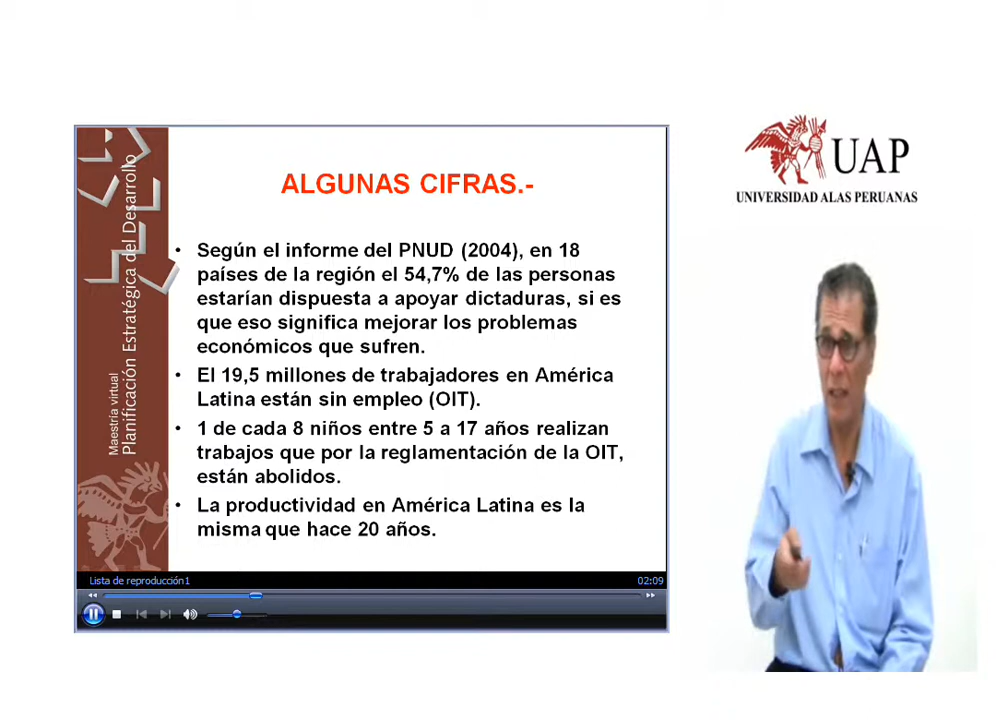 ALGUNAS CIFRAS.-
• Según el informe del PNUD (2004), en 18
países de la región el 54,7% de las personas
estarían dispuesta a apoyar dictaduras, si es
que eso significa mejorar los problemas
económicos que sufren.
• El 19,5 millones de trabajadores en América
Latina están sin empleo (OIT).
• 1 de cada 8 niños entre 5 a 17 años realizan
trabajos que por la reglamentación de la OIT,
están abolidos.
• La productividad en América Latina es la
misma que hace 20 años.
Maestría virtual
Planificación Estratégica del Desarrollo
Lista de reproducción1
02:09
UAP
UNIVERSIDAD ALAS PERUANAS